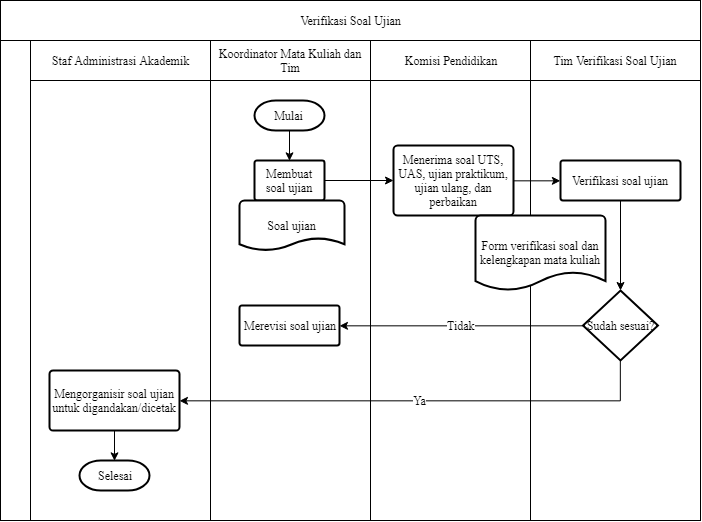 Verifikasi Soal Ujian
Staf Administrasi Akademik
Koordinator Mata Kuliah dan
Tim
Komisi Pendidikan
Tim Verifikasi Soal Ujian
Mulai
Membuat
soal ujian
Soal ujian
Menerima soal UTS,
UAS, ujian praktikum,
ujian ulang, dan
perbaikan
Verifikasi soal ujian
Form verifikasi soal dan
kelengkapan mata kuliah
Sudah sesuai?
Tidak
Merevisi soal ujian
Ya
Mengorganisir soal ujian
untuk digandakan/dicetak
Selesai